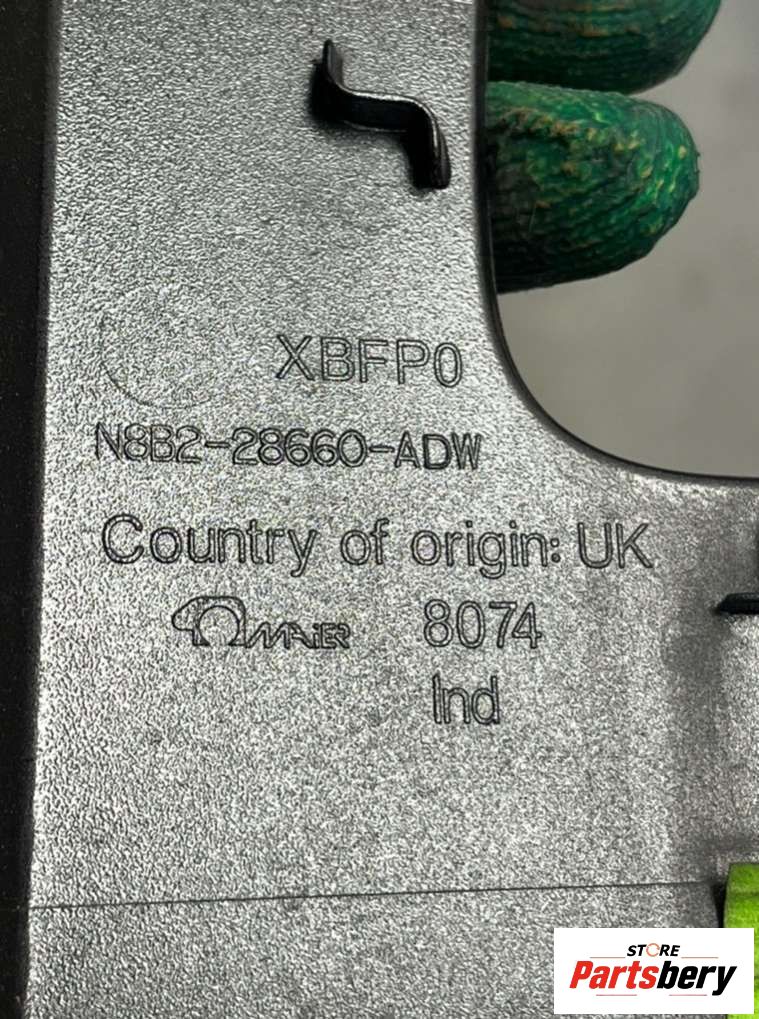 XBFP0
N8B2-28660-ADW
Country of origin: UK
MAIER 8074
Ind
STORE
Partsbery